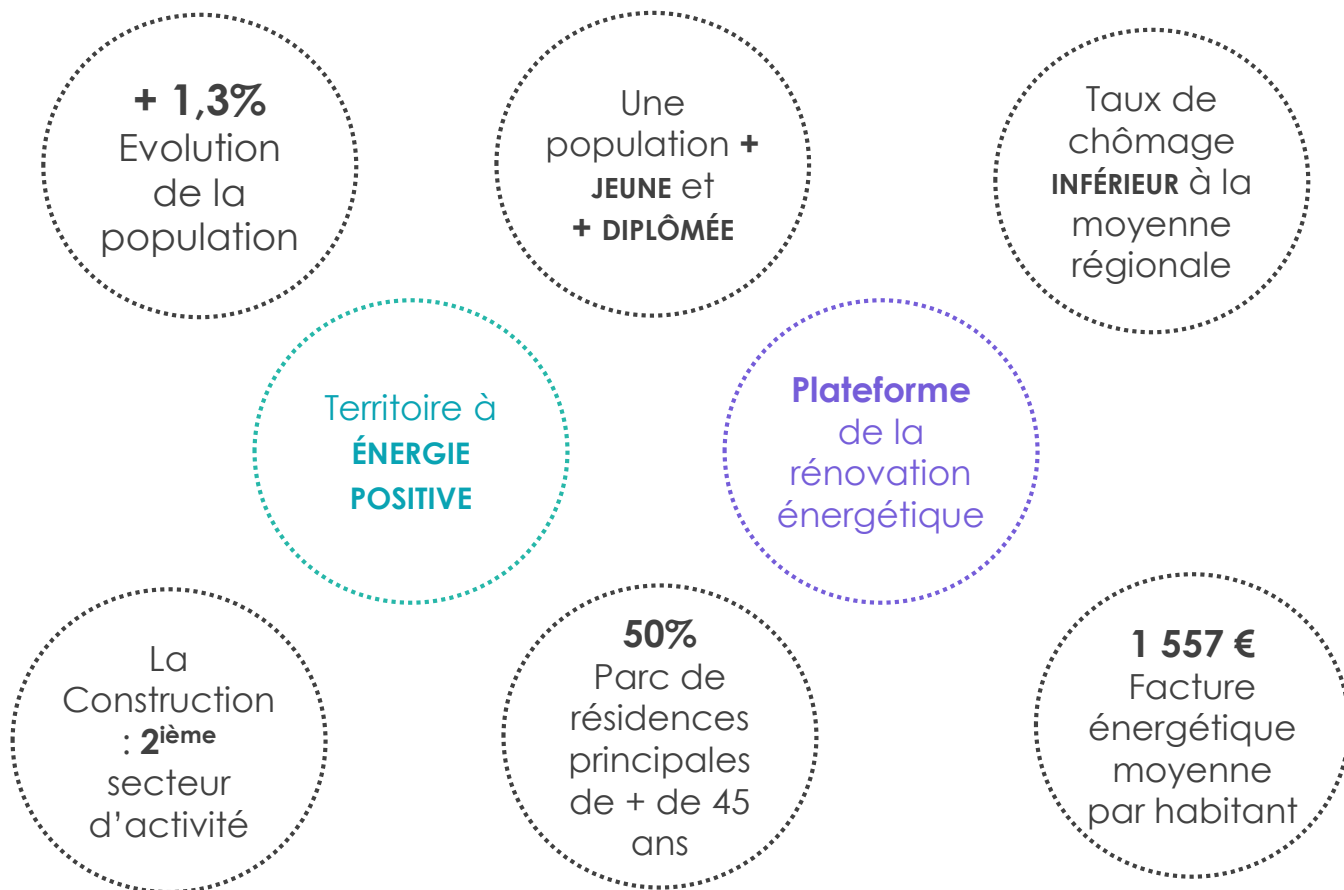 + 1,3%
Evolution
de la
population
Une
population +
JEUNE et
+ DIPLÔMÉE
Taux de
chômage
INFÉRIEUR à la
moyenne
régionale
Territoire à
ÉNERGIE
POSITIVE
Plateforme
de la
rénovation
énergétique
La
Construction
: 2ième
secteur
d’activité
50%
Parc de
résidences
principales
de + de 45
ans
1 557 €
Facture
énergétique
moyenne
par habitant